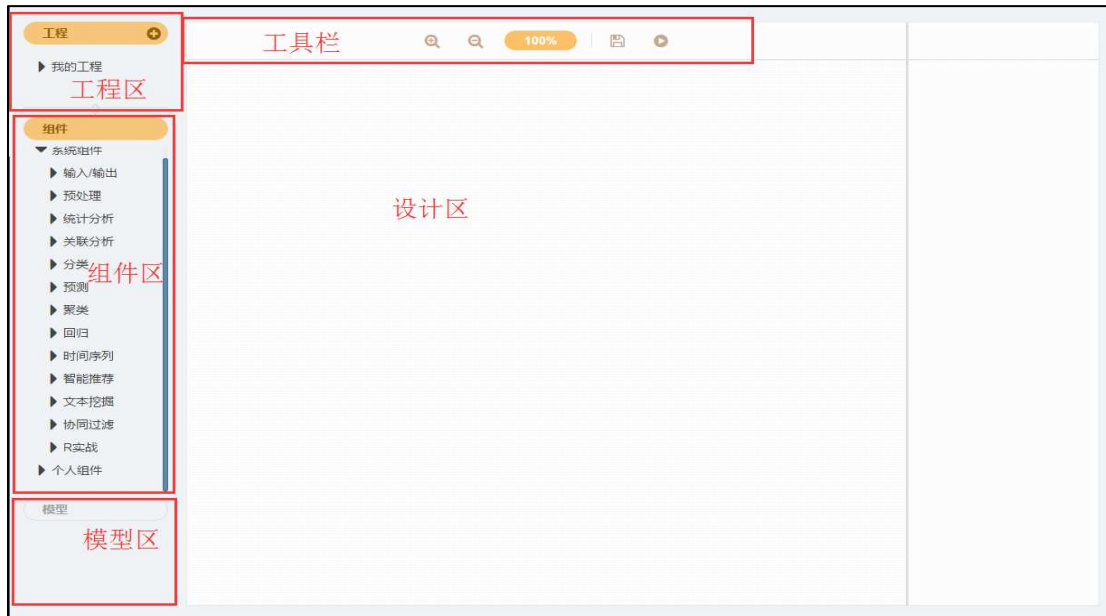 工程
工具栏
100%
我的工程
工程区
组件
系统组件
输入/输出
预处理
统计分析
设计区
关联分析
分类
组件区
预测
聚类
回归
时间序列
智能推荐
文本挖掘
协同过滤
R实战
个人组件
模型
模型区